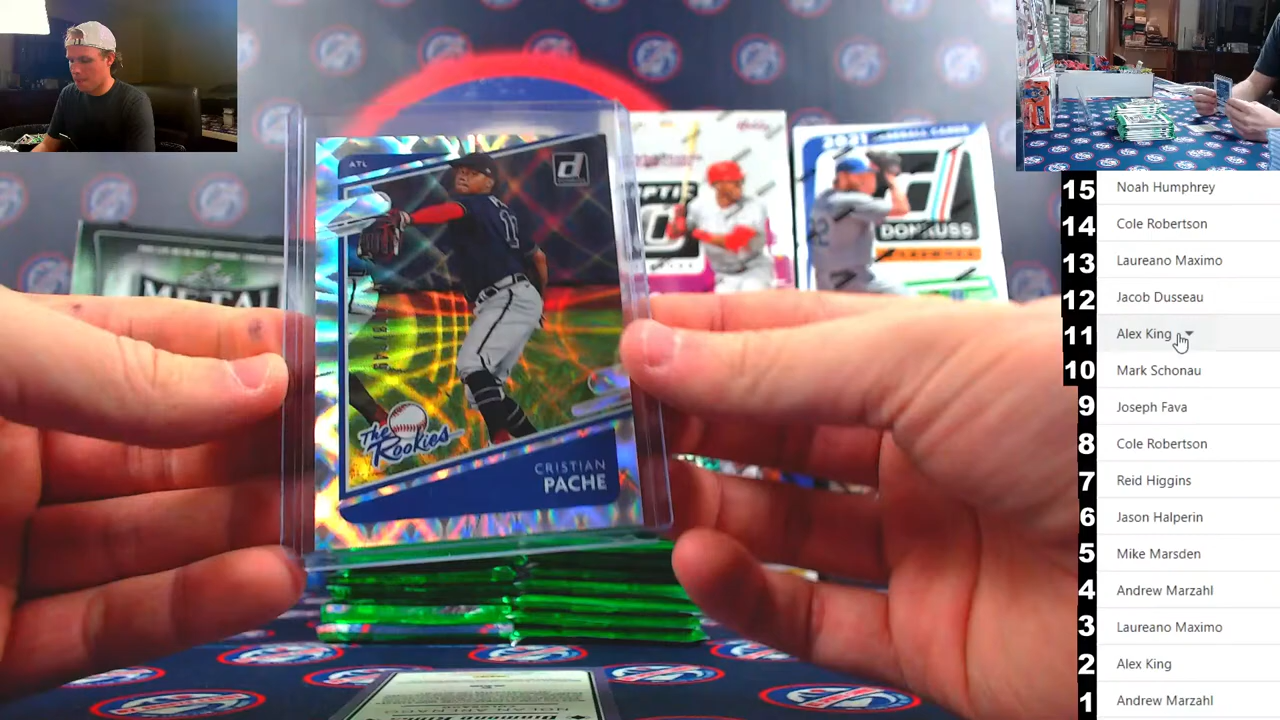 ATL
The Rookies
CRISTIAN
PACHE
METAL
2021
DONRUSS
15 Noah Humphrey
14 Cole Robertson
13 Laureano Maximo
12 Jacob Dusseau
11 Alex King
10 Mark Schonau
9 Joseph Fava
8 Cole Robertson
7 Reid Higgins
6 Jason Halperin
5 Mike Marsden
4 Andrew Marzahl
3 Laureano Maximo
2 Alex King
1 Andrew Marzahl